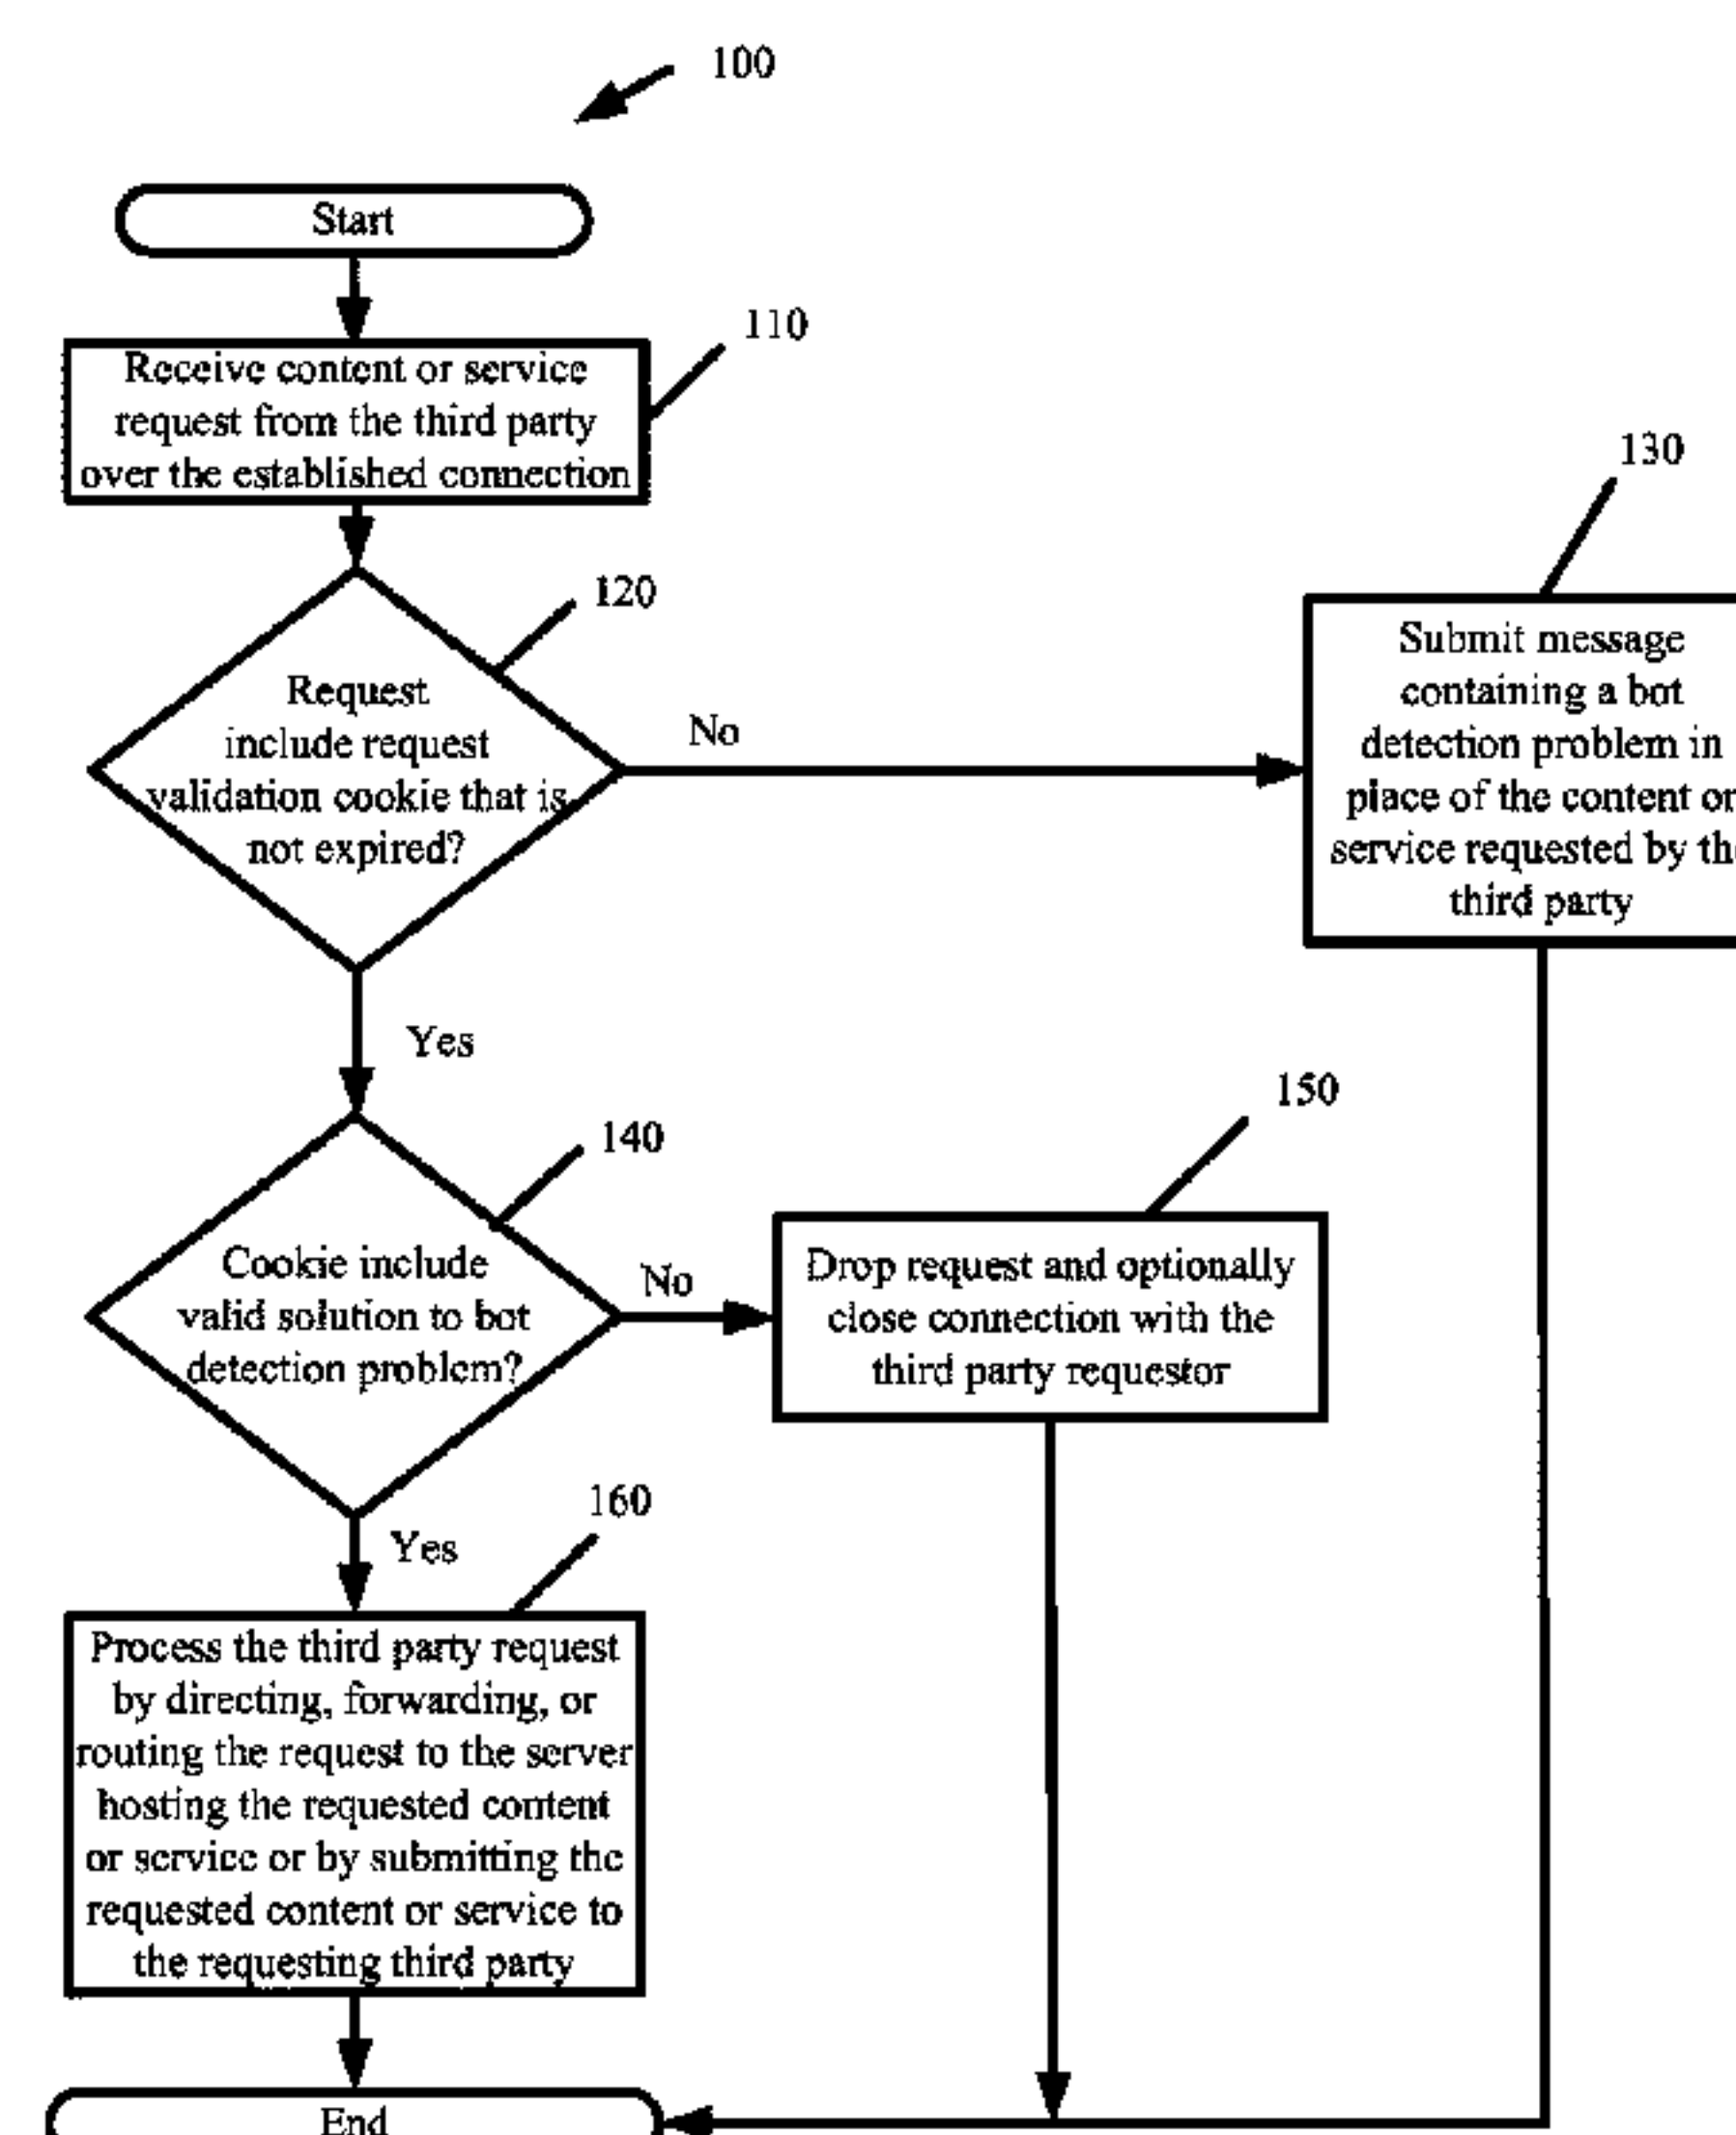 100
Start
110
Receive content or service
request from the third party
over the established connection
120
Request
include request
validation cookie that is
not expired?
No
130
Submit message
containing a bot
detection problem in
place of the content or
service requested by
third party
Yes
140
Cookie include
valid solution to bot
detection problem?
No
150
Drop request and optionally
close connection with the
third party requestor
Yes
160
Process the third party request
by directing, forwarding, or
routing the request to the server
hosting the requested content
or service or by submitting the
requested content or service to
the requesting third party
End